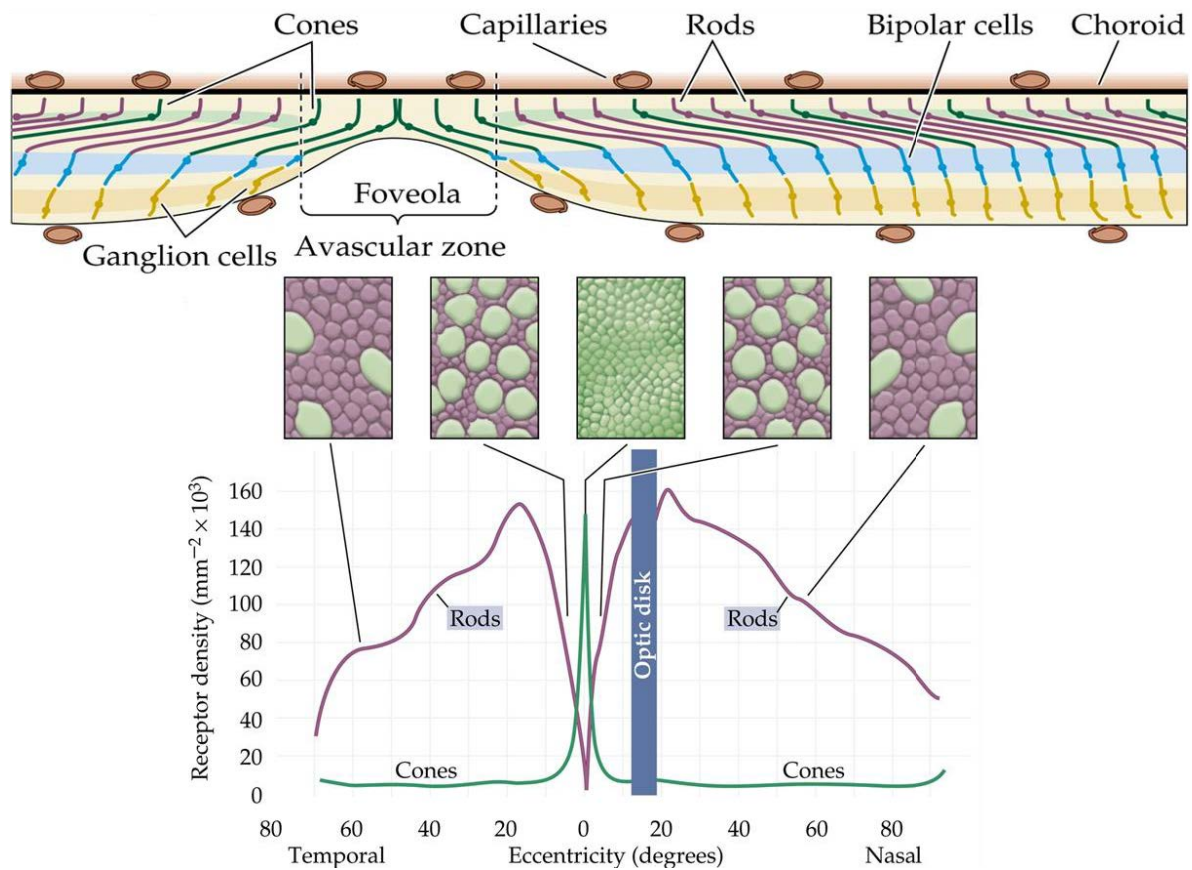 Cones
Capillaries
Rods
Bipolar cells
Choroid
Foveola
Ganglion cells
Avascular zone
Receptor density (mm−2 × 103)
160
140
120
100
80
60
40
20
0
Rods
Rods
Optic disk
Cones
Cones
80 60 40 20 0 20 40 60 80
Temporal Eccentricity (degrees) Nasal